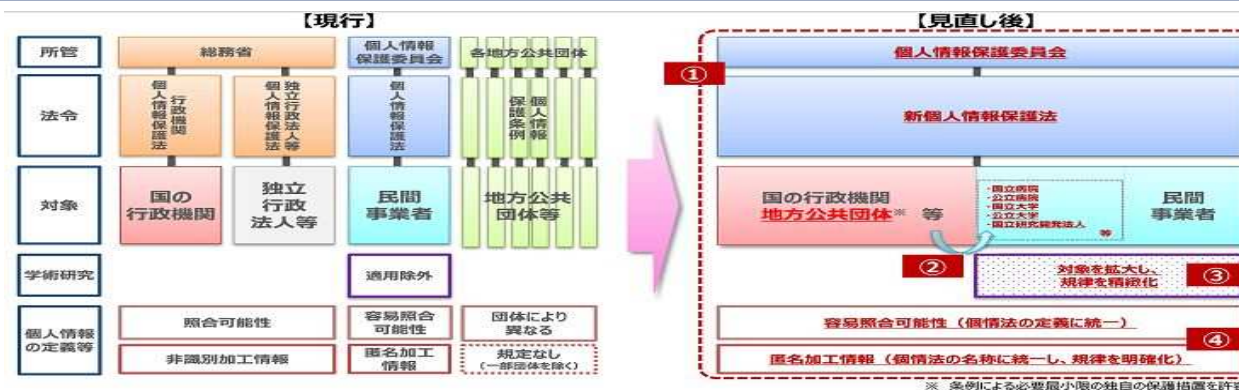 【現行】
【見直し後】
所管
総務省
個人情報
保護委員会
各地方公共団体
個人情報保護委員会
①
法令
行政機関
個人情報保護法
独立行政法人等
個人情報保護法
個人情報保護法
個人情報
保護条例
新個人情報保護法
対象
国の
行政機関
独立
行政
法人等
民間
事業者
地方公共
団体等
国の行政機関
地方公共団体※ 等
・国立病院
・公立病院
・国立大学
・公立大学
・国立研究開発法人
等
民間
事業者
②
学術研究
適用除外
対象を拡大し、
規律を精緻化
③
個人情報
の定義等
照合可能性
容易照合
可能性
団体により
異なる
容易照合可能性（個情法の定義に統一）
④
非識別加工情報
匿名加工
情報
規定なし
（一部団体を除く）
匿名加工情報（個情法の名称に統一し、規律を明確化）
※ 条例による必要最小限の独自の保護措置を許